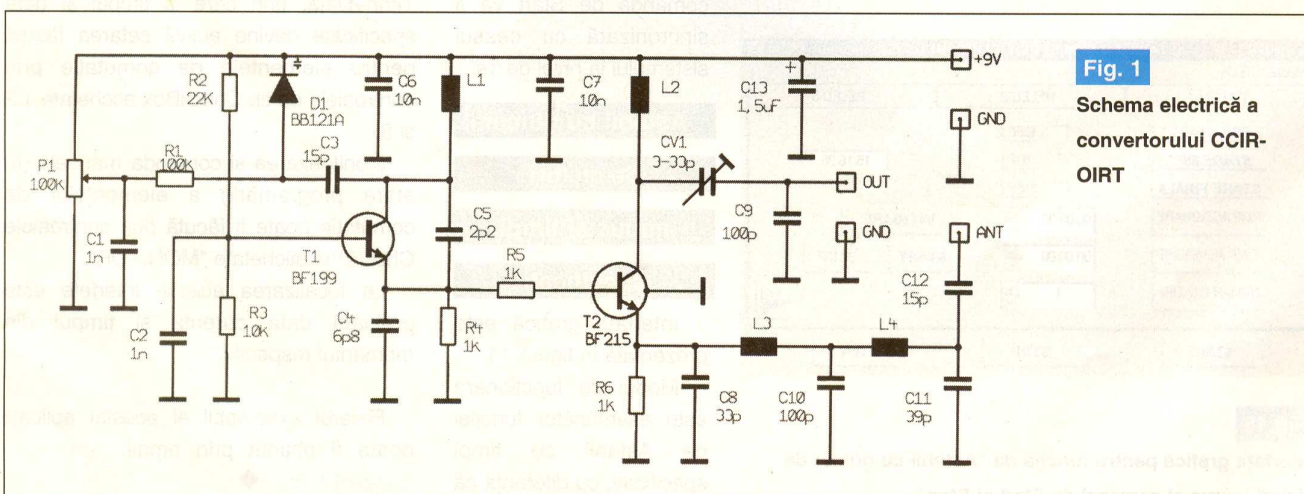 Fig. 1
Schema electrică a
convertorului CCIR-
OIRT
+9V
GND
R2
22K
D1
BB121A
C3
15p
C6
10n
L1
C7
10n
L2
C13
1,5uF
CV1
3-33p
P1
100K
R1
100k
C1
1n
C2
1n
R3
10K
T1
BF199
C4
6p8
C5
2p2
R4
1K
R5
1K
T2
BF215
R6
1K
C9
100p
OUT
GND
ANT
C12
15p
L3
L4
C8
33p
C10
100p
C11
39p